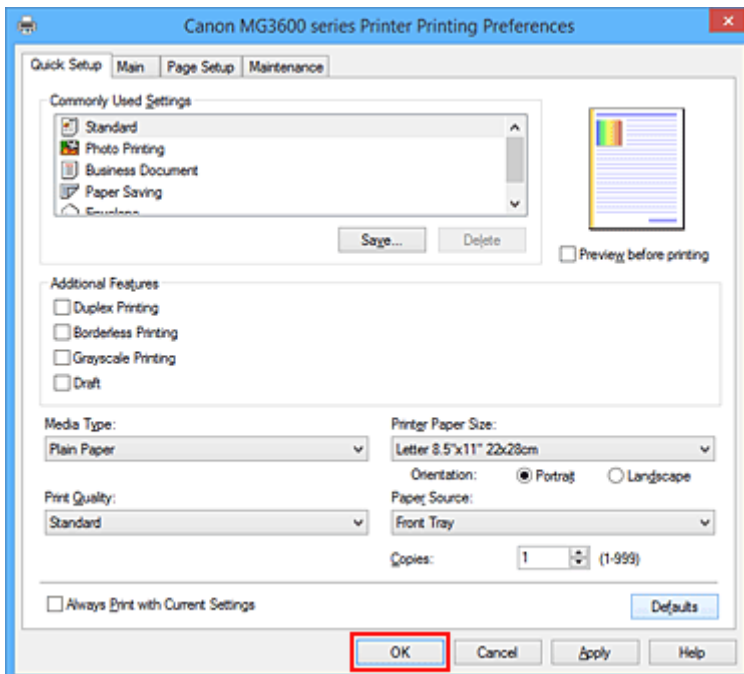 Canon MG3600 series Printer Printing Preferences
Quick Setup Main Page Setup Maintenance
Commonly Used Settings
Standard
Photo Printing
Business Document
Paper Saving
Envelope
Save... Delete
Preview before printing
Additional Features
Duplex Printing
Borderless Printing
Grayscale Printing
Draft
Media Type: Printer Paper Size:
Plain Paper Letter 8.5"x11" 22x28cm
Orientation: Portrait Landscape
Print Quality: Paper Source:
Standard Front Tray
Copies: 1 (1-999)
Always Print with Current Settings Defaults
OK Cancel Apply Help